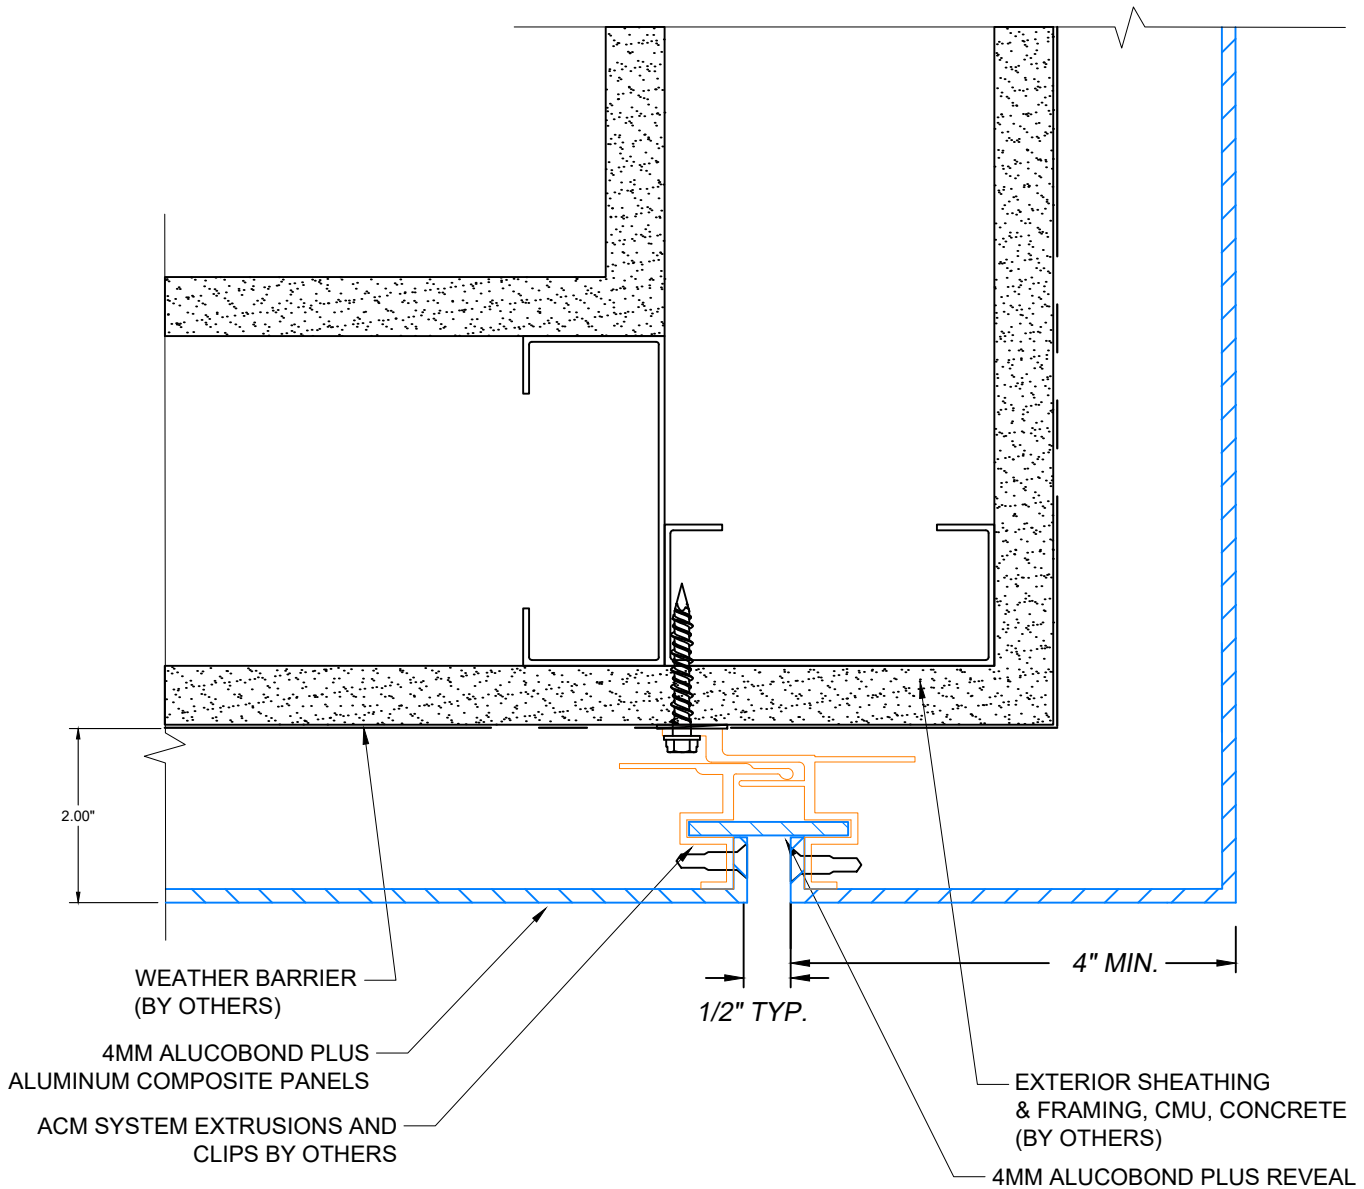 2.00"
4" MIN.
1/2" TYP.
WEATHER BARRIER
(BY OTHERS)
4MM ALUCOBOND PLUS
ALUMINUM COMPOSITE PANELS
ACM SYSTEM EXTRUSIONS AND
CLIPS BY OTHERS
EXTERIOR SHEATHING
& FRAMING, CMU, CONCRETE
(BY OTHERS)
4MM ALUCOBOND PLUS REVEAL